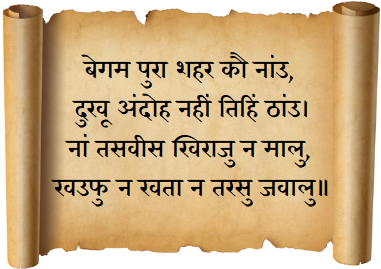 बेगम पुरा शहर कौ नांउ,
दुखू अंदोह नहीं तिहिं ठांउ।
नां तसवीस खिराजु न मालु,
खउफु न खता न तरसु जवालु॥